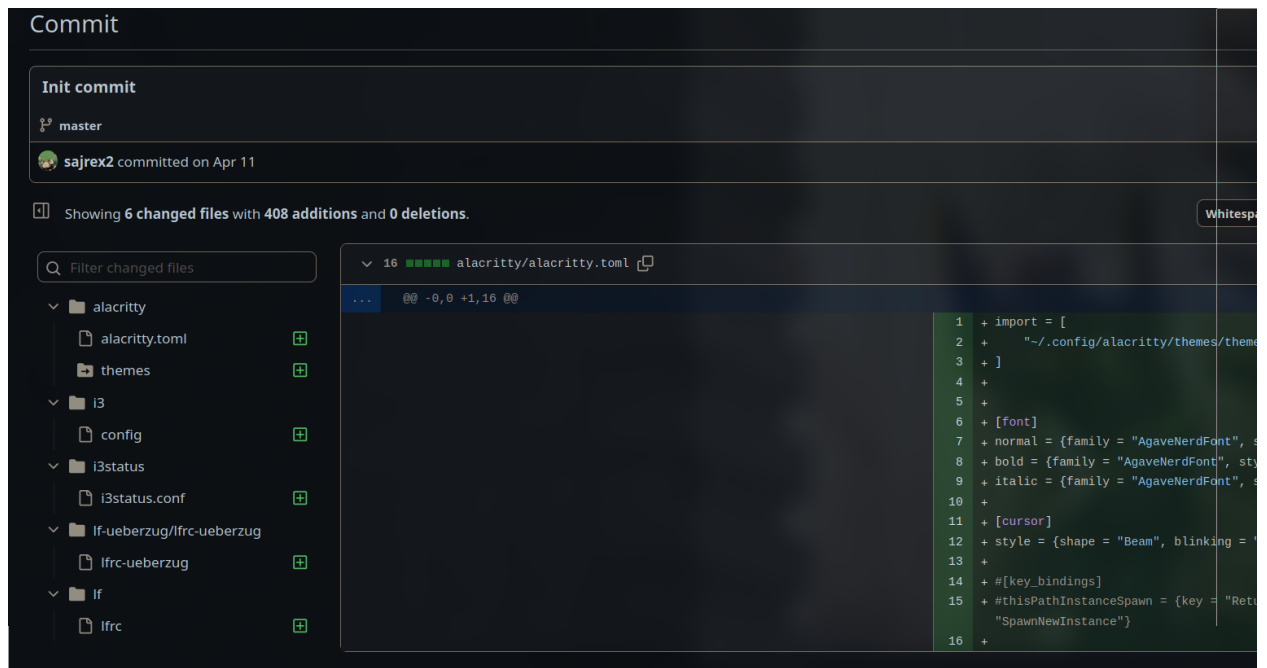 Commit
Init commit
master
sajrex2 committed on Apr 11
Showing 6 changed files with 408 additions and 0 deletions.
Whitespa
Filter changed files
alacritty
alacritty.toml
themes
i3
config
i3status
i3status.conf
lf-ueberzug/lfrc-ueberzug
lfrc-ueberzug
lf
lfrc
16 alacritty/alacritty.toml
... @@ -0,0 +1,16 @@
1 + import = [
2 + "~/.config/alacritty/themes/theme
3 + ]
4 +
5 +
6 + [font]
7 + normal = {family = "AgaveNerdFont", s
8 + bold = {family = "AgaveNerdFont", sty
9 + italic = {family = "AgaveNerdFont", s
10 +
11 + [cursor]
12 + style = {shape = "Beam", blinking = "
13 +
14 + #[key_bindings]
15 + #thisPathInstanceSpawn = {key = "Retu
"SpawnNewInstance"}
16 +